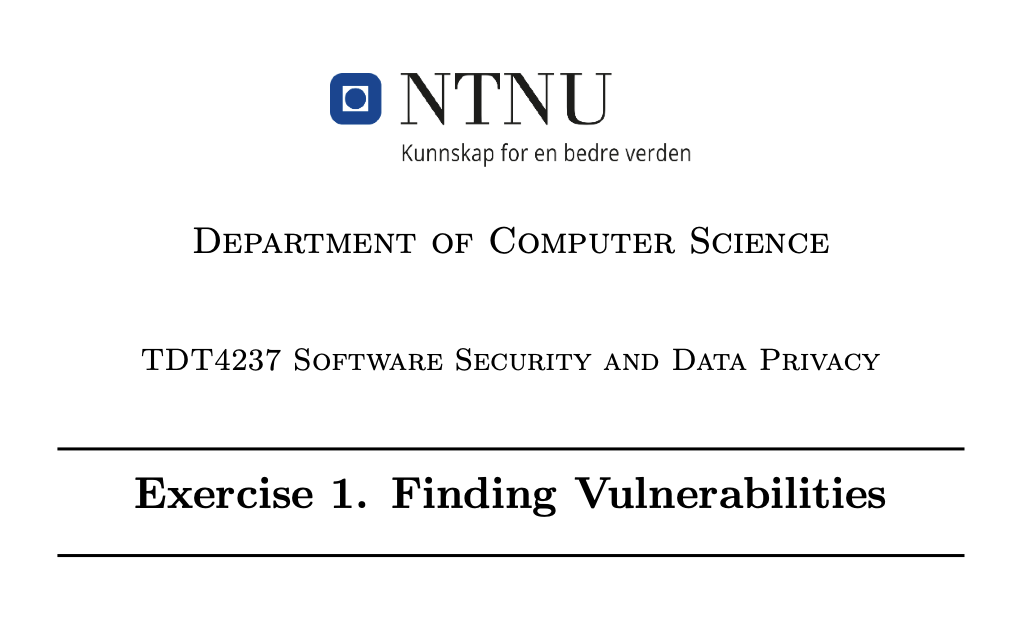 NTNU
Kunnskap for en bedre verden
Department of Computer Science
TDT4237 Software Security and Data Privacy
Exercise 1. Finding Vulnerabilities